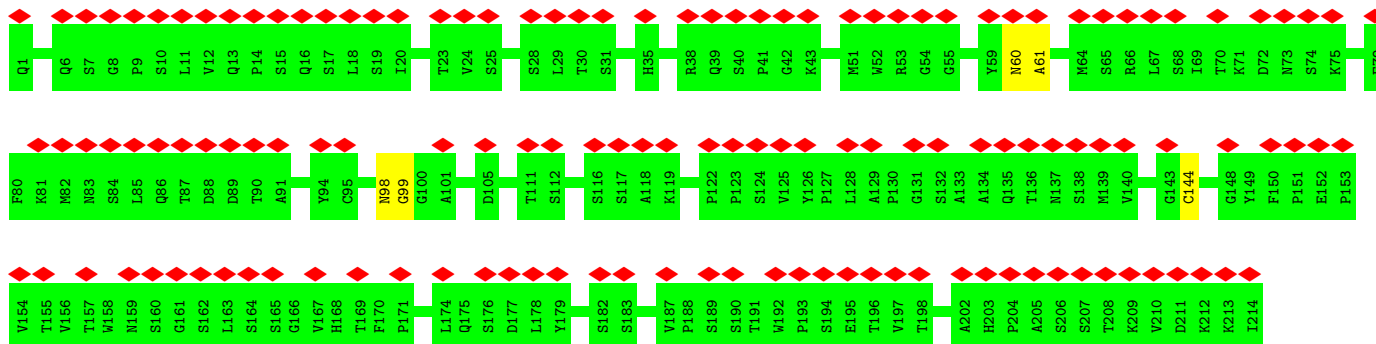 Q1 Q6 S7 G8 P9 S10 L11 V12 Q13 P14 S15 Q16 S17 L18 S19 I20 T23 V24 S25 S28 L29 T30 S31 H35 R38 Q39 S40 P41 G42 K43 M51 W52 R53 G54 G55 Y59 N60 A61 M64 S65 R66 L67 S68 I69 T70 K71 D72 N73 S74 K75
F80 K81 M82 N83 S84 L85 Q86 T87 D88 D89 T90 A91 Y94 C95 N98 G99 G100 A101 D105 T111 S112 S116 S117 A118 K119 P122 P123 S124 V125 Y126 P127 L128 A129 P130 G131 S132 A133 A134 Q135 T136 N137 S138 M139 V140 G143 C144 G148 Y149 F150 P151 E152 P153
V154 T155 V156 T157 W158 N159 S160 G161 S162 L163 S164 S165 G166 V167 H168 T169 F170 P171 L174 Q175 S176 D177 L178 Y179 S182 S183 V187 P188 S189 S190 T191 W192 P193 S194 E195 T196 V197 T198 A202 H203 P204 A205 S206 S207 T208 K209 V210 D211 K212 K213 I214